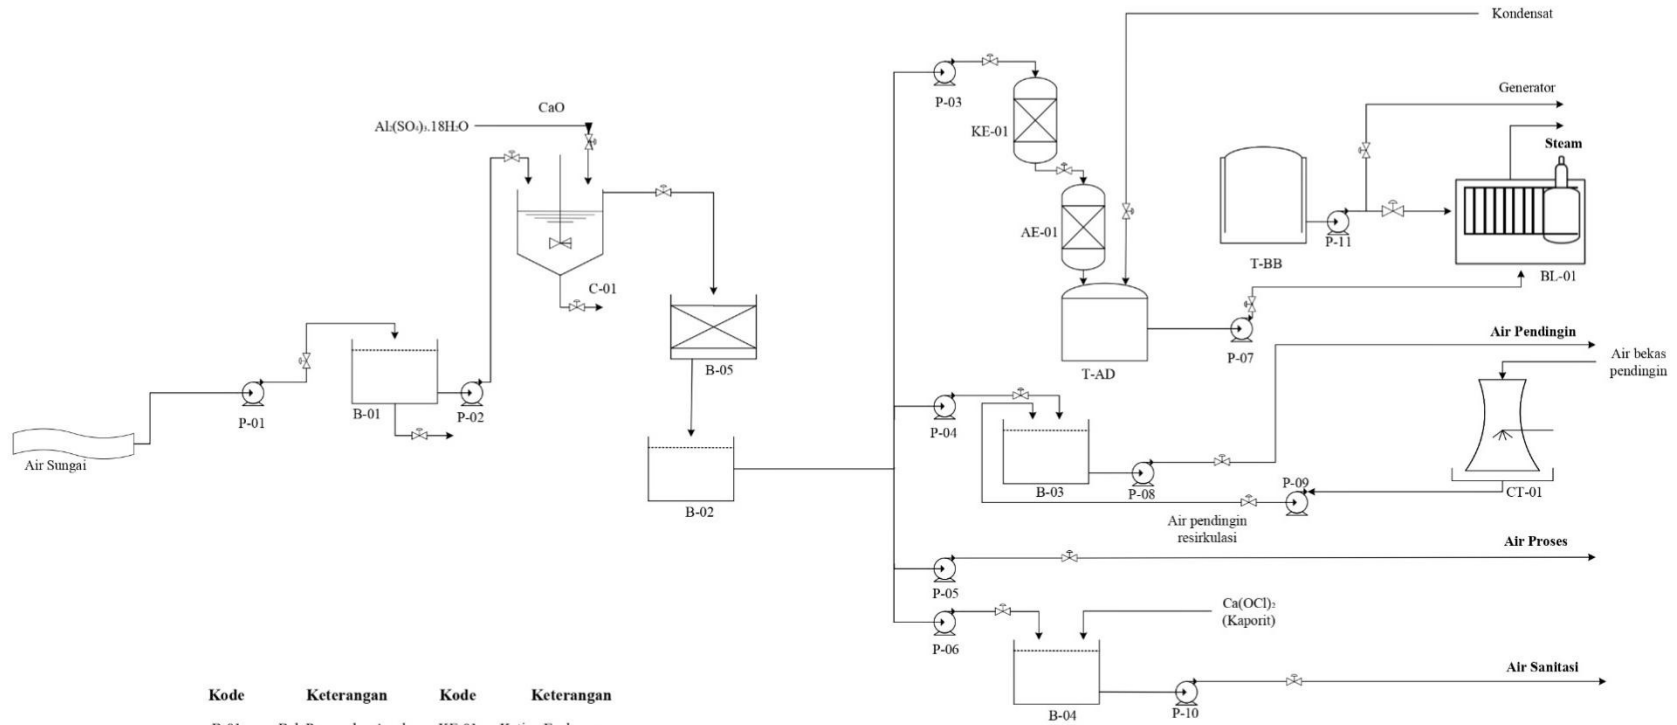 Kondensat
Generator
P-03
CaO
Al₂(SO₄)₃.18H₂O
KE-01
Steam
AE-01
P-11
T-BB
BL-01
C-01
Air Pendingin
P-07
Air bekas
pendingin
B-05
T-AD
P-01
B-01
P-02
P-04
Air Sungai
B-03
P-08
P-09
CT-01
B-02
Air pendingin
resirkulasi
Air Proses
P-05
Ca(OCl)₂
(Kaporit)
P-06
Air Sanitasi
B-04
P-10
Kode Keterangan Kode Keterangan